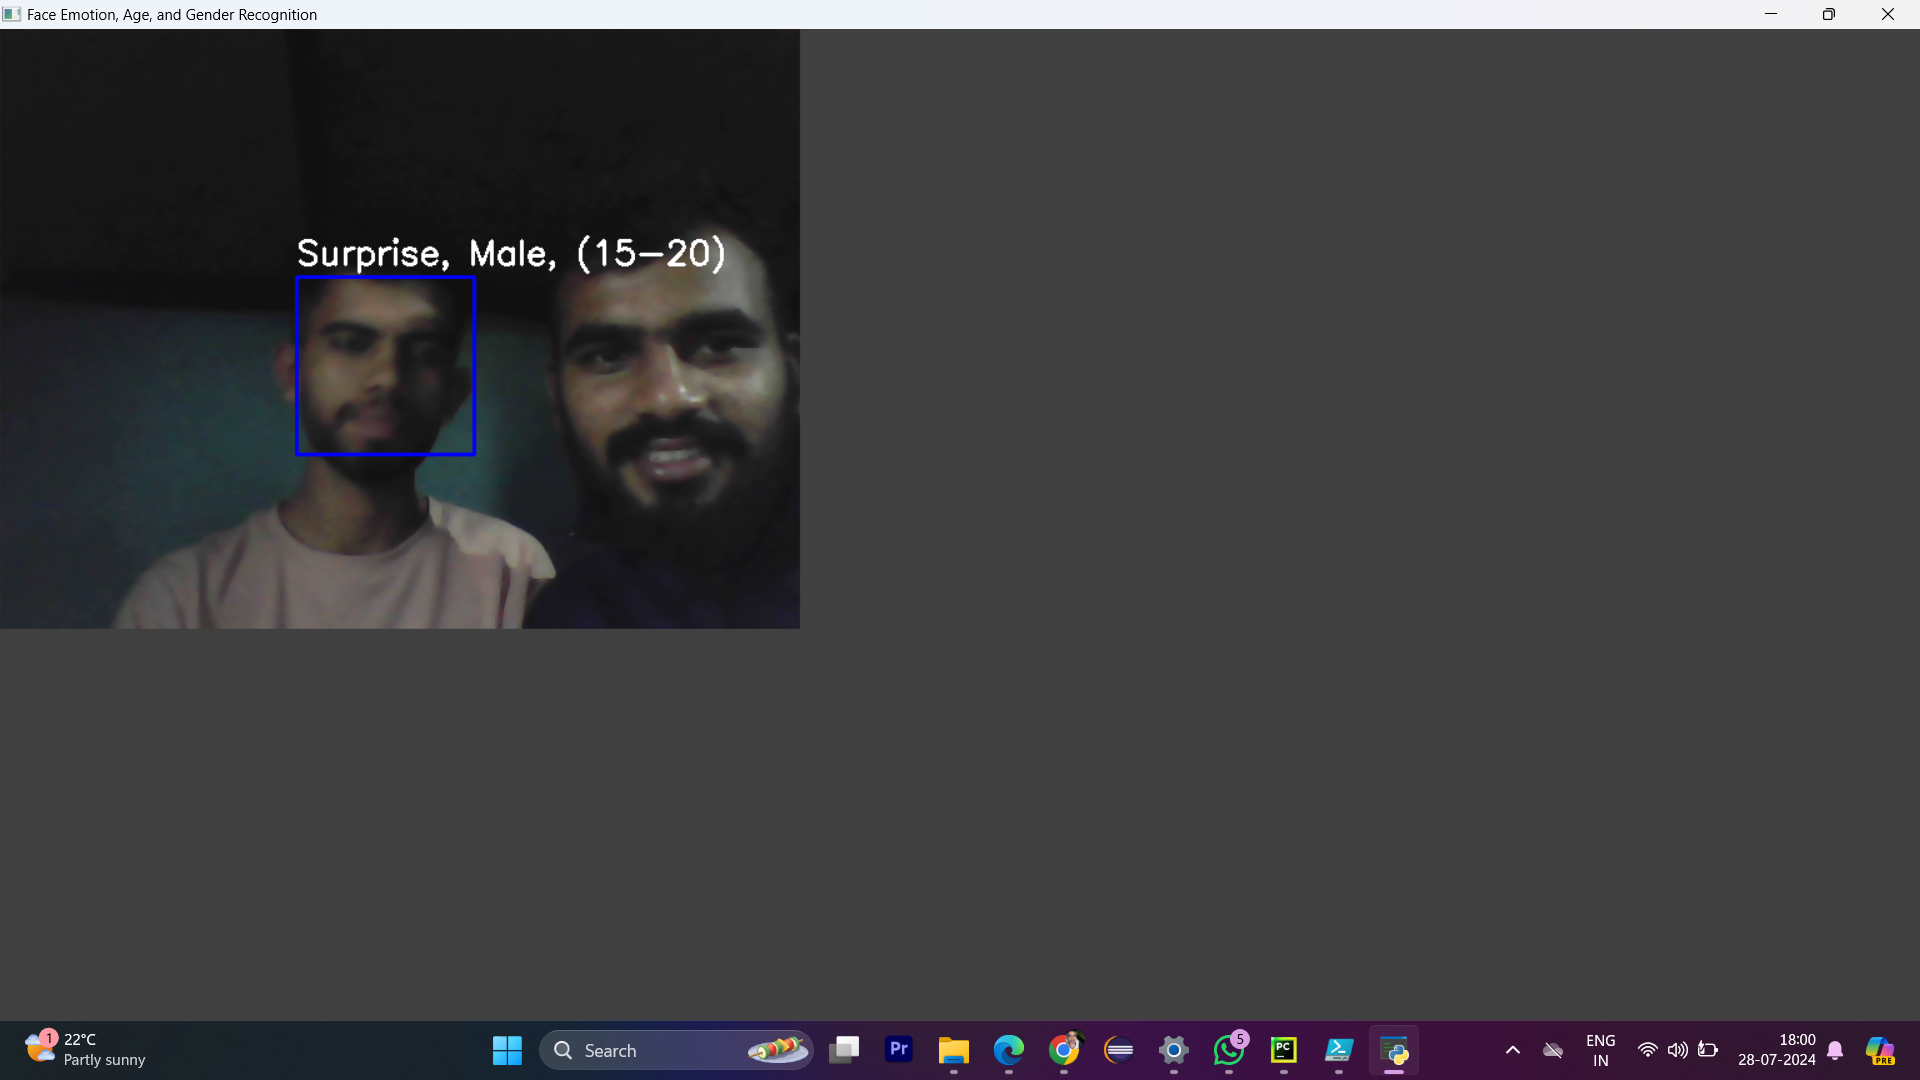 Face Emotion, Age, and Gender Recognition
Surprise, Male, (15-20)
1
22°C
Partly sunny
Search
Pr
5
PC
PRE
ENG
IN
18:00
28-07-2024